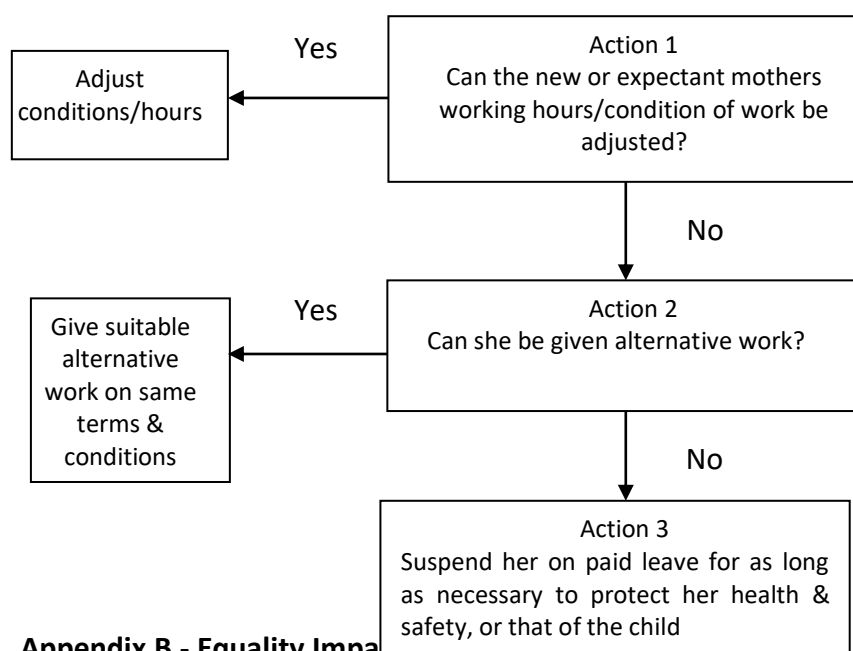 Action 1
Can the new or expectant mothers
working hours/condition of work be
adjusted?
Yes
Adjust
conditions/hours
No
Action 2
Can she be given alternative work?
Yes
Give suitable
alternative
work on same
terms &
conditions
No
Action 3
Suspend her on paid leave for as long
as necessary to protect her health &
safety, or that of the child
Appendix B - Equality